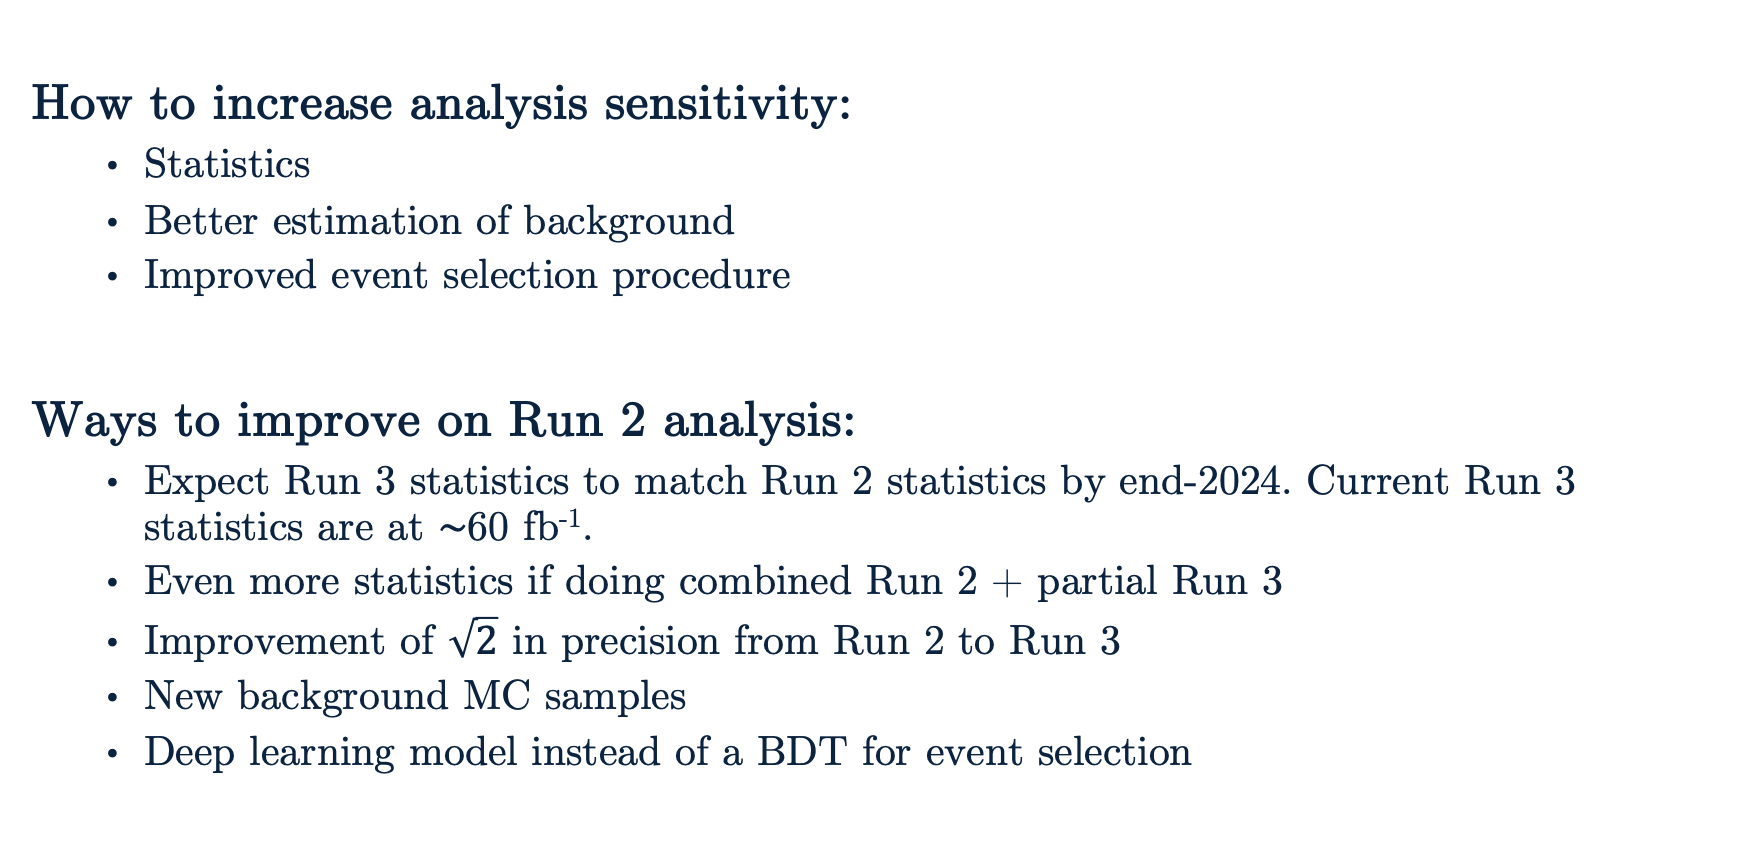 How to increase analysis sensitivity:
• Statistics
• Better estimation of background
• Improved event selection procedure
Ways to improve on Run 2 analysis:
• Expect Run 3 statistics to match Run 2 statistics by end-2024. Current Run 3
statistics are at ~60 fb⁻¹.
• Even more statistics if doing combined Run 2 + partial Run 3
• Improvement of √2 in precision from Run 2 to Run 3
• New background MC samples
• Deep learning model instead of a BDT for event selection